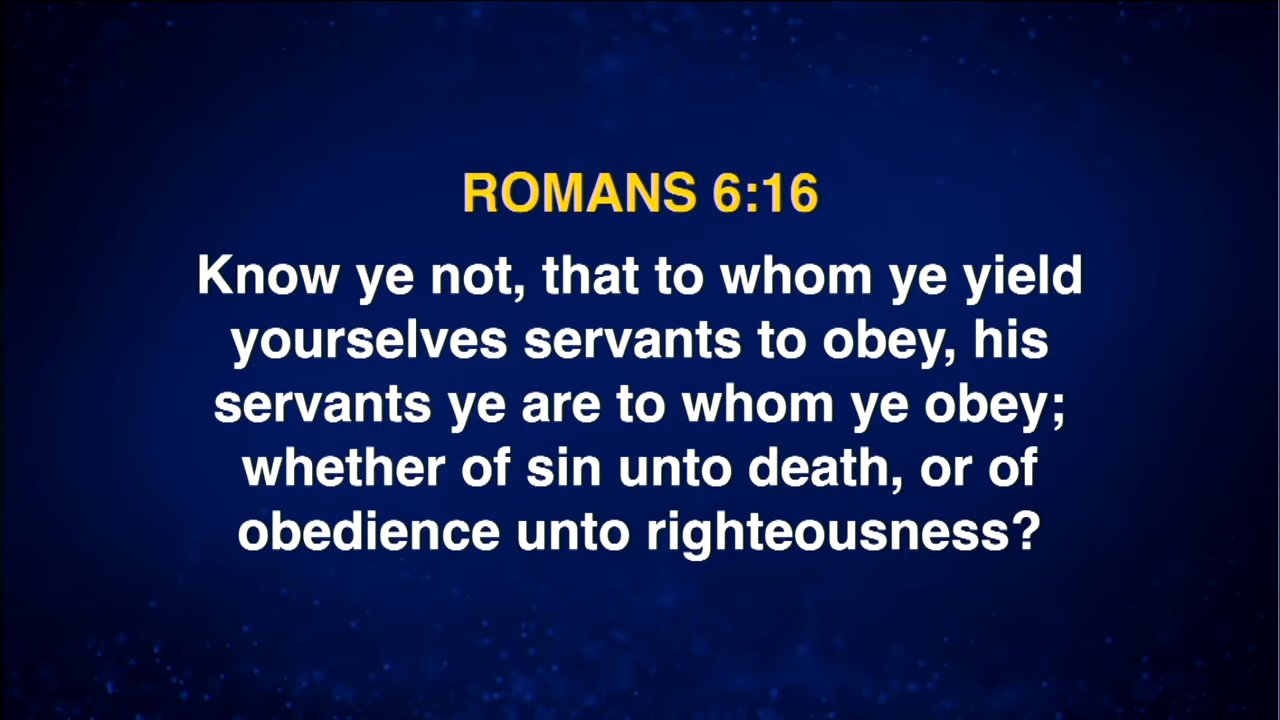 ROMANS 6:16
Know ye not, that to whom ye yield
yourselves servants to obey, his
servants ye are to whom ye obey;
whether of sin unto death, or of
obedience unto righteousness?